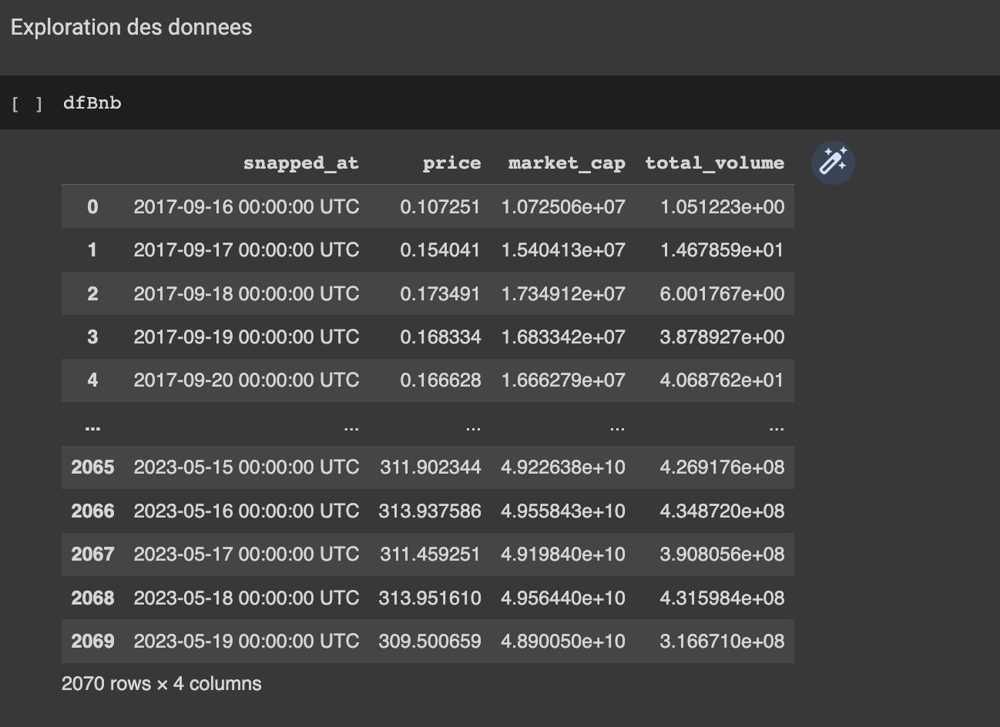 Exploration des donnees
[ ] dfBnb
snapped_at price market_cap total_volume
0 2017-09-16 00:00:00 UTC 0.107251 1.072506e+07 1.051223e+00
1 2017-09-17 00:00:00 UTC 0.154041 1.540413e+07 1.467859e+01
2 2017-09-18 00:00:00 UTC 0.173491 1.734912e+07 6.001767e+00
3 2017-09-19 00:00:00 UTC 0.168334 1.683342e+07 3.878927e+00
4 2017-09-20 00:00:00 UTC 0.166628 1.666279e+07 4.068762e+01
... ... ... ... ...
2065 2023-05-15 00:00:00 UTC 311.902344 4.922638e+10 4.269176e+08
2066 2023-05-16 00:00:00 UTC 313.937586 4.955843e+10 4.348720e+08
2067 2023-05-17 00:00:00 UTC 311.459251 4.919840e+10 3.908056e+08
2068 2023-05-18 00:00:00 UTC 313.951610 4.956440e+10 4.315984e+08
2069 2023-05-19 00:00:00 UTC 309.500659 4.890050e+10 3.166710e+08
2070 rows × 4 columns